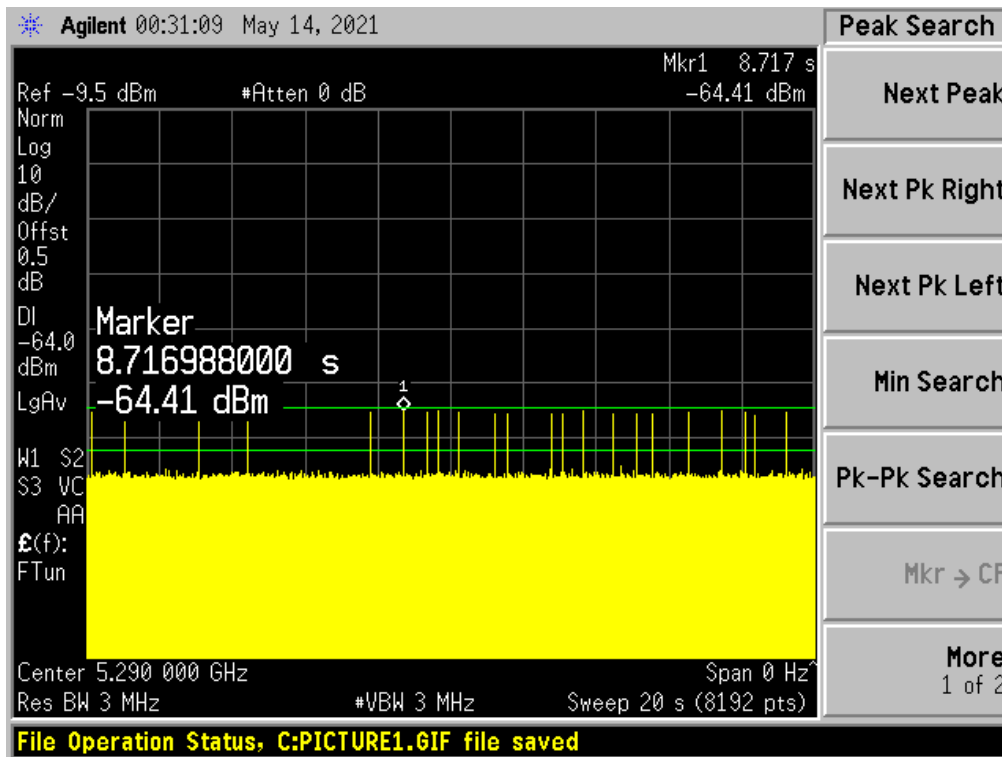 Agilent 00:31:09 May 14, 2021
Peak Search
Mkr1 8.717 s
Ref -9.5 dBm #Atten 0 dB -64.41 dBm
Norm
Log
10
dB/
Offst
0.5
dB
DI
-64.0
dBm
LgAv
W1 S2
S3 VC
AA
£(f):
FTun
Marker
8.716988000 s
-64.41 dBm
1
Center 5.290 000 GHz Span 0 Hz^
Res BW 3 MHz #VBW 3 MHz Sweep 20 s (8192 pts)
File Operation Status, C:PICTURE1.GIF file saved
Next Peak
Next Pk Right
Next Pk Left
Min Search
Pk-Pk Search
Mkr → CF
More
1 of 2